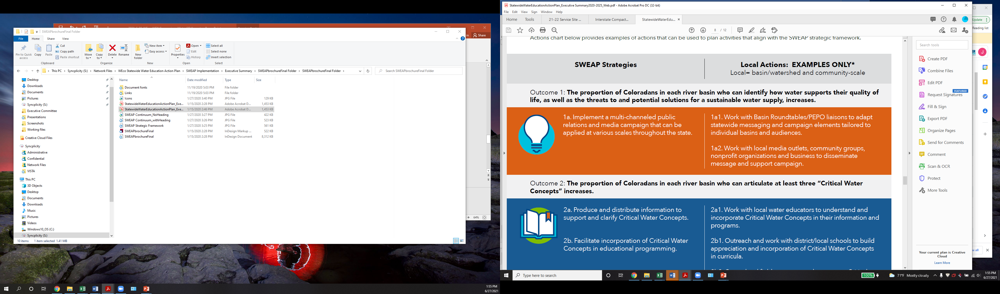 SWEAPbrochureFinal Folder
File
Home
Share
View
Pin to Quick access
Copy
Paste
Cut
Copy path
Paste shortcut
Clipboard
Move to
Copy to
Delete
Rename
Organize
New folder
New item
Easy access
New
Properties
Open
Edit
History
Open
Select all
Select none
Invert selection
Select
Share
This PC › Syncplicity (S:) › Network Files › WEco Statewide Water Education Action Plan › SWEAP Implementation › Executive Summary › SWEAPbrochureFinal Folder › SWEAPbrochureFinal Folder ›
Search SWEAPbrochureFinal Folder
Desktop
Downloads
Documents
Pictures
Syncplicity (S:)
Executive Committee
Presentations
Screenshots
Working files
Creative Cloud Files
Syncplicity
Administrative
Confidential
Network Files
VISTA
This PC
3D Objects
Desktop
Documents
Downloads
Music
Pictures
Videos
Windows10_OS (C:)
Syncplicity (S:)
Name Date modified Type Size
Document fonts 11/19/2020 5:03 PM File folder
Links 11/19/2020 5:03 PM File folder
Icons 1/27/2020 3:40 PM JPG File 129 KB
StatewideWaterEducationActionPlan_Exe... 1/15/2020 2:28 PM Adobe Acrobat D... 1,453 KB
StatewideWaterEducationActionPlan_Exe... 1/15/2020 2:46 PM Adobe Acrobat D... 1,453 KB
SWEAP Continuum_NoHeading 1/27/2020 3:27 PM JPG File 422 KB
SWEAP Continuum_withHeading 1/27/2020 3:26 PM JPG File 523 KB
SWEAP Strategic Framework 1/27/2020 3:25 PM JPG File 561 KB
SWEAPbrochureFinal 1/15/2020 2:28 PM InDesign Markup ... 522 KB
SWEAPbrochureFinal 1/15/2020 2:28 PM InDesign Document 8,312 KB
10 items 1 item selected 1.41 MB
64%
1:55 PM
6/27/2021
StatewideWaterEducationActionPlan_Executive Summary2020-2025_Web.pdf - Adobe Acrobat Pro DC (32-bit)
File Edit View Sign Window Help
Home Tools 21-22 Service Site ... Interstate Compact... StatewideWaterEdu...
8 / 12
Actions chart below provides examples of actions that can be used to plan activities that align with the SWEAP strategic framework.
SWEAP Strategies
Local Actions: EXAMPLES ONLY*
Local= basin/watershed and community-scale
Outcome 1: The proportion of Coloradans in each river basin who can identify how water supports their quality of
life, as well as the threats to and potential solutions for a sustainable water supply, increases.
1a. Implement a multi-channeled public
relations and media campaign that can be
applied at various scales throughout the state.
1a1. Work with Basin Roundtables/PEPO liaisons to adapt
statewide messaging and campaign elements tailored to
individual basins and audiences.
1a2. Work with local media outlets, community groups,
nonprofit organizations and business to disseminate
message and support campaign.
Outcome 2: The proportion of Coloradans in each river basin who can articulate at least three “Critical Water
Concepts” increases.
2a. Produce and distribute information to
support and clarify Critical Water Concepts.
2a1. Work with local water educators to understand and
incorporate Critical Water Concepts in their information and
programs.
2b. Facilitate incorporation of Critical Water
Concepts in educational programming.
2b1. Outreach and work with district/local schools to build
appreciation and incorporation of Critical Water Concepts
in curricula.
Search tools
Create PDF
Combine Files
Edit PDF
FEATURED
Request Signatures
Fill & Sign
Export PDF
Organize Pages
Send for Comments
Comment
Scan & OCR
Protect
More Tools
Your current plan is Creative
Cloud
Learn More
Update
Reading list
J
Type here to search
100%
71°F Mostly cloudy
1:55 PM
6/27/2021